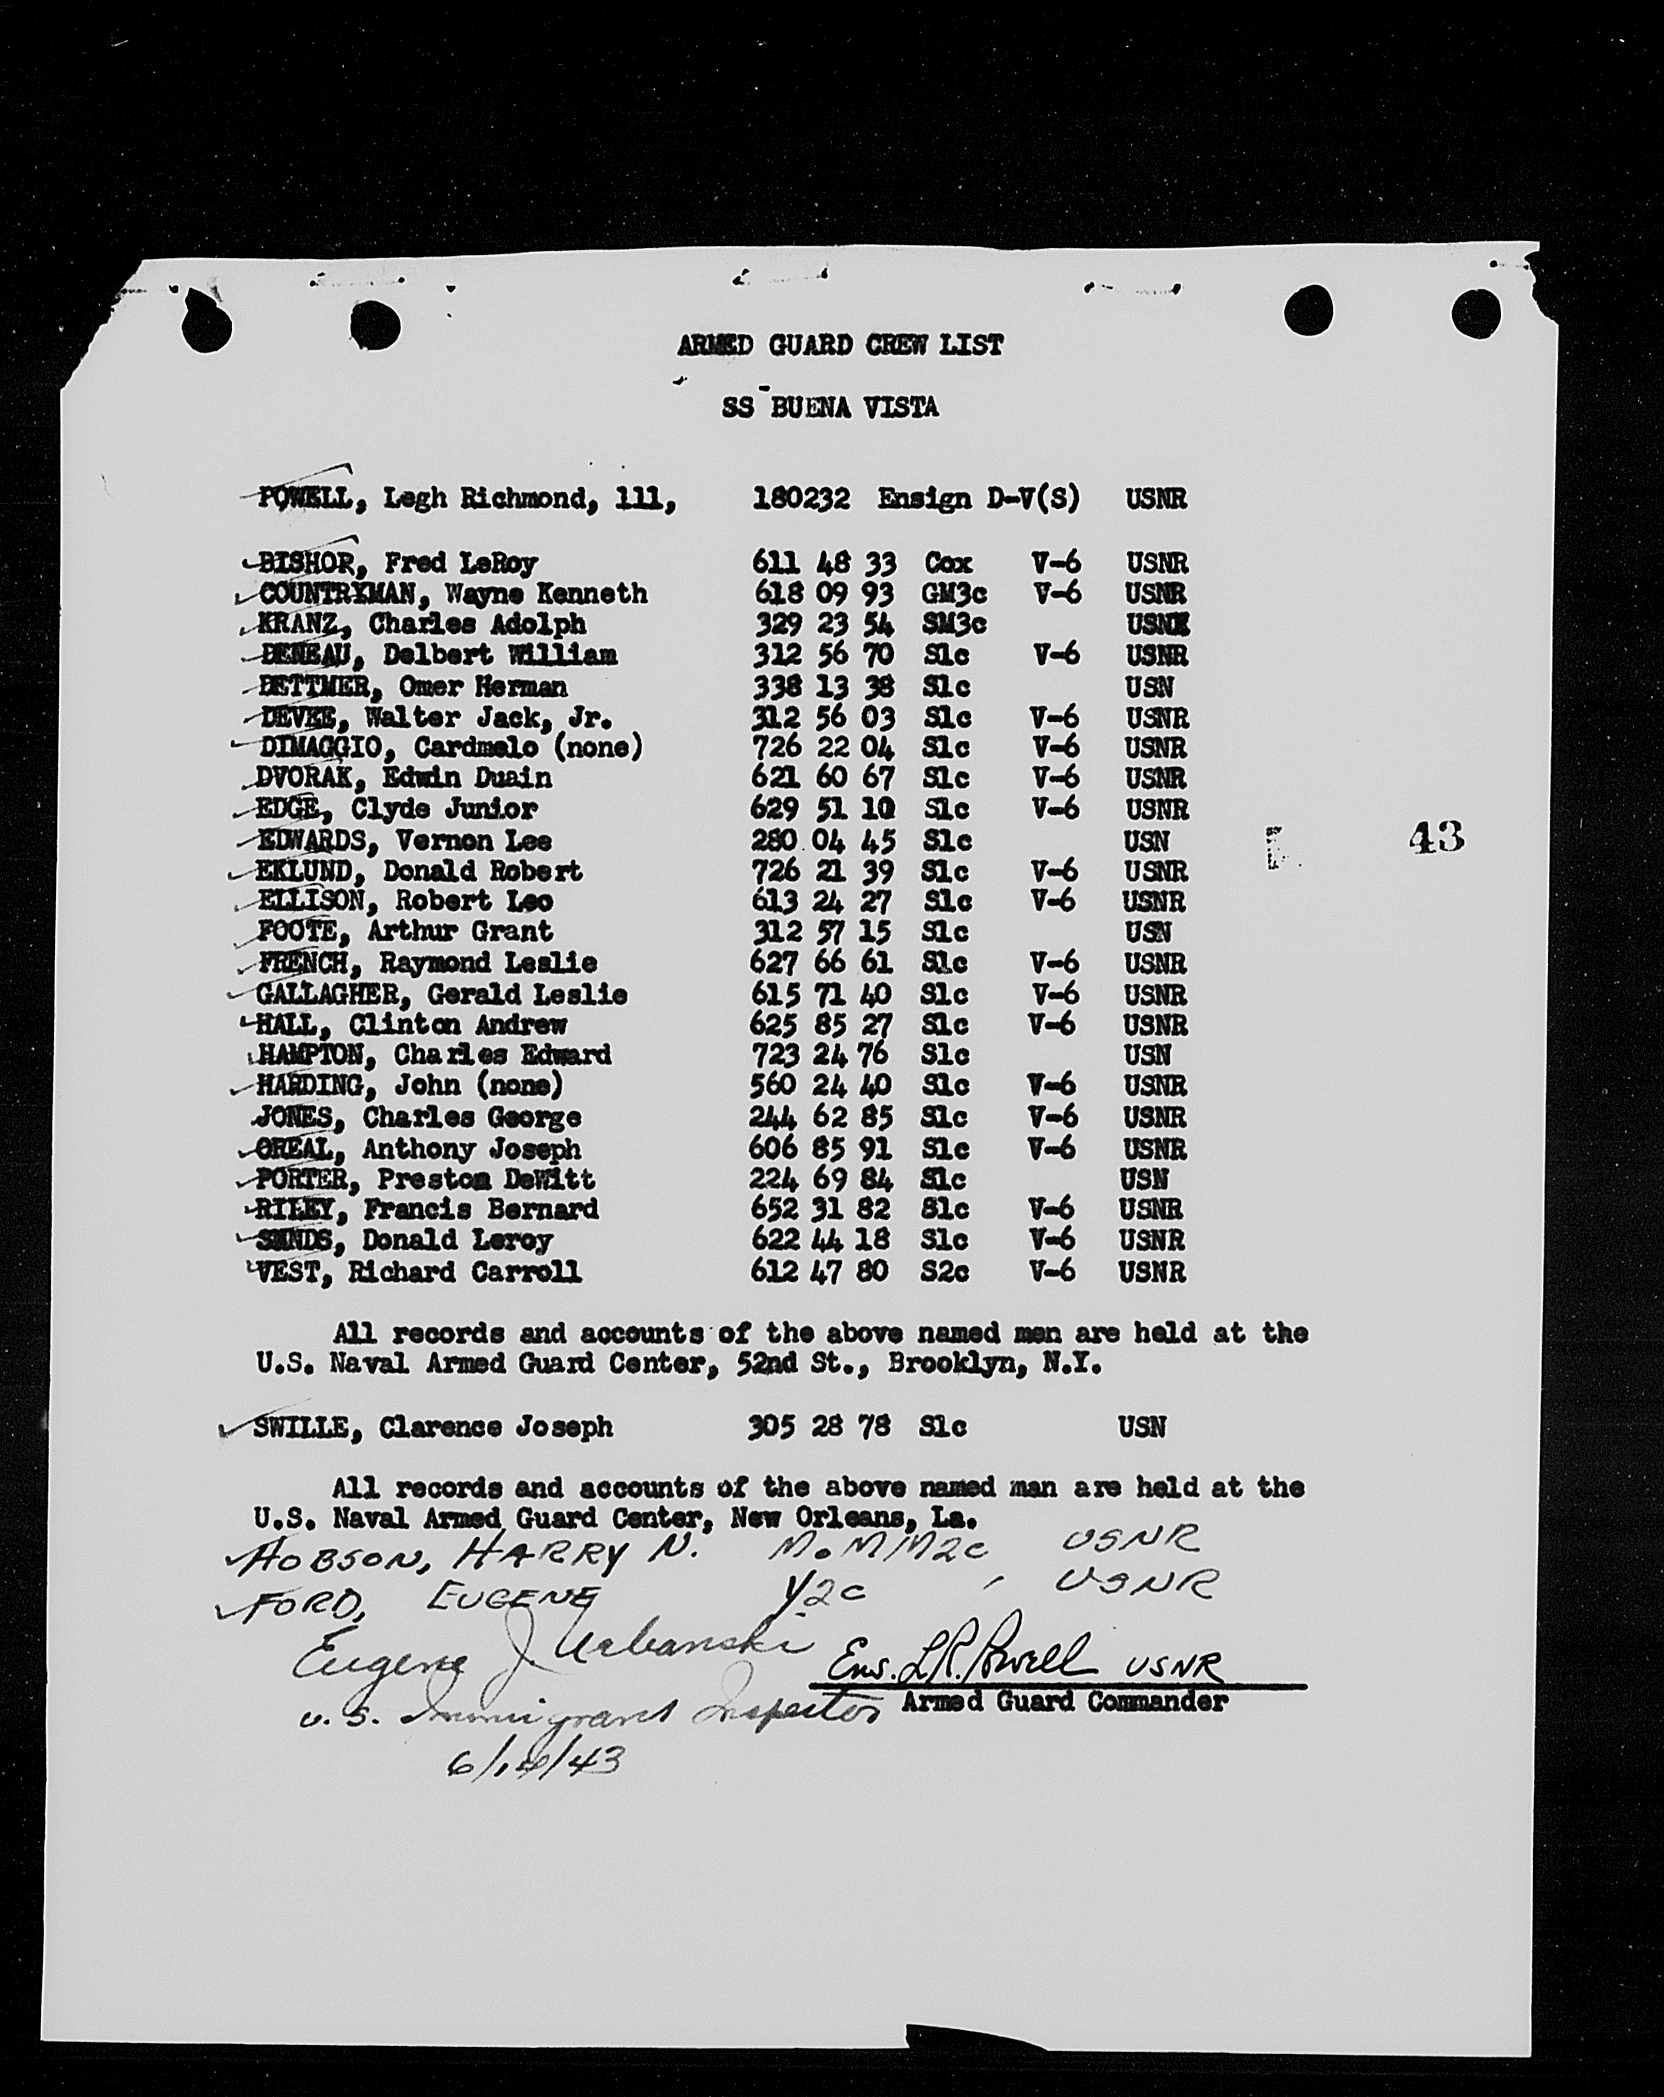 ARMED GUARD CREW LIST
SS BUENA VISTA
POWELL, Legh Richmond, 111, 180232 Ensign D-V(S) USNR
BISHOP, Fred LeRoy 611 48 33 Cox V-6 USNR
COUNTRYMAN, Wayne Kenneth 618 09 93 GM3c V-6 USNR
KRANZ, Charles Adolph 329 23 54 SM3c USN
DENEAU, Delbert William 312 56 70 S1c V-6 USNR
DETTMER, Omer Herman 338 13 38 S1c USN
DEVEE, Walter Jack, Jr. 312 56 03 S1c V-6 USNR
DIMAGGIO, Cardmelo (none) 726 22 04 S1c V-6 USNR
DVORAK, Edwin Duain 621 60 67 S1c V-6 USNR
EDGE, Clyde Junior 629 51 10 S1c V-6 USNR
EDWARDS, Vernon Lee 280 04 45 S1c USN
EKLUND, Donald Robert 726 21 39 S1c V-6 USNR
ELLISON, Robert Leo 613 24 27 S1c V-6 USNR
FOOTE, Arthur Grant 312 57 15 S1c USN
FRENCH, Raymond Leslie 627 66 61 S1c V-6 USNR
GALLAGHER, Gerald Leslie 615 71 40 S1c V-6 USNR
HALL, Clinton Andrew 625 85 27 S1c V-6 USNR
HAMPTON, Charles Edward 723 24 76 S1c USN
HARDING, John (none) 560 24 40 S1c V-6 USNR
JONES, Charles George 244 62 85 S1c V-6 USNR
OREAL, Anthony Joseph 606 85 91 S1c V-6 USNR
PORTER, Preston DeWitt 224 69 84 S1c USN
RILEY, Francis Bernard 652 31 82 S1c V-6 USNR
Donald Leroy 622 44 18 S1c V-6 USNR
VEST, Richard Carroll 612 47 80 S2c V-6 USNR
43
All records and accounts of the above named men are held at the
U.S. Naval Armed Guard Center, 52nd St., Brooklyn, N.Y.
SWILLE, Clarence Joseph 305 28 78 S1c USN
All records and accounts of the above named man are held at the
U.S. Naval Armed Guard Center, New Orleans, La.
HOBSON, HARRY N. M.MM2c USNR
FORD, EUGENE Y2c USNR
Eugene J. Urbanski
Ens. L.R. Powell USNR
U.S. Immigrant Inspector
Armed Guard Commander
6/14/43